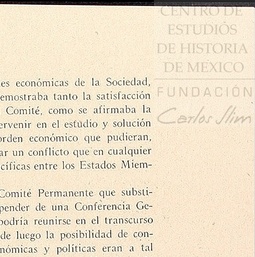 CENTRO DE
ESTUDIOS
DE HISTORIA
DE MEXICO
FUNDACIÓN
Carlos Slim
es económicas de la Sociedad,
emostraba tanto la satisfacción
Comité, como se afirmaba la
ervenir en el estudio y solución
orden económico que pudieran,
ar un conflicto que en cualquier
cíficas entre los Estados Miem-
Comité Permanente que substi-
pender de una Conferencia Ge-
podría reunirse en el transcurso
de luego la posibilidad de con-
nómicas y políticas eran a tal